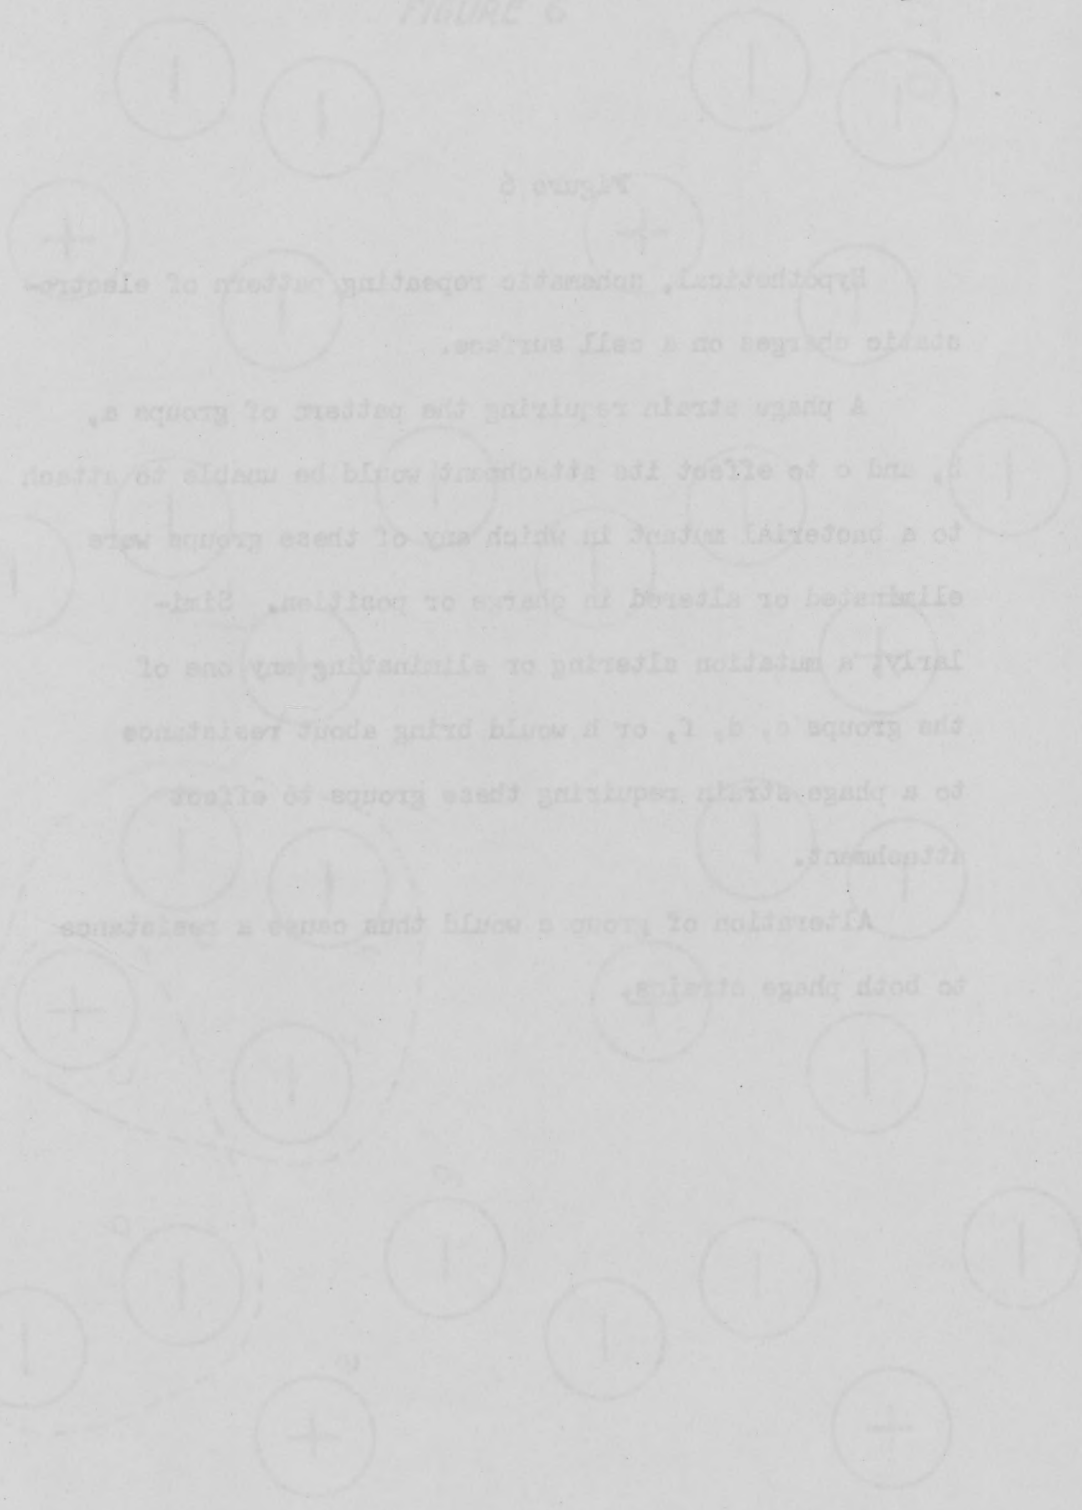 FIGURE 6
Figure 6
Hypothetical, schematic repeating pattern of electro-
static charges on a cell surface.
A phage strain requiring the pattern of groups a,
b, and c to effect its attachment would be unable to attach
to a bacterial mutant in which any of these groups were
eliminated or altered in charge or position. Simi-
larly, a mutation altering or eliminating any one of
the groups c, d, f, or h would bring about resistance
to a phage strain requiring these groups to effect
attachment.
Alteration of group c would thus cause a resistance
to both phage strains.